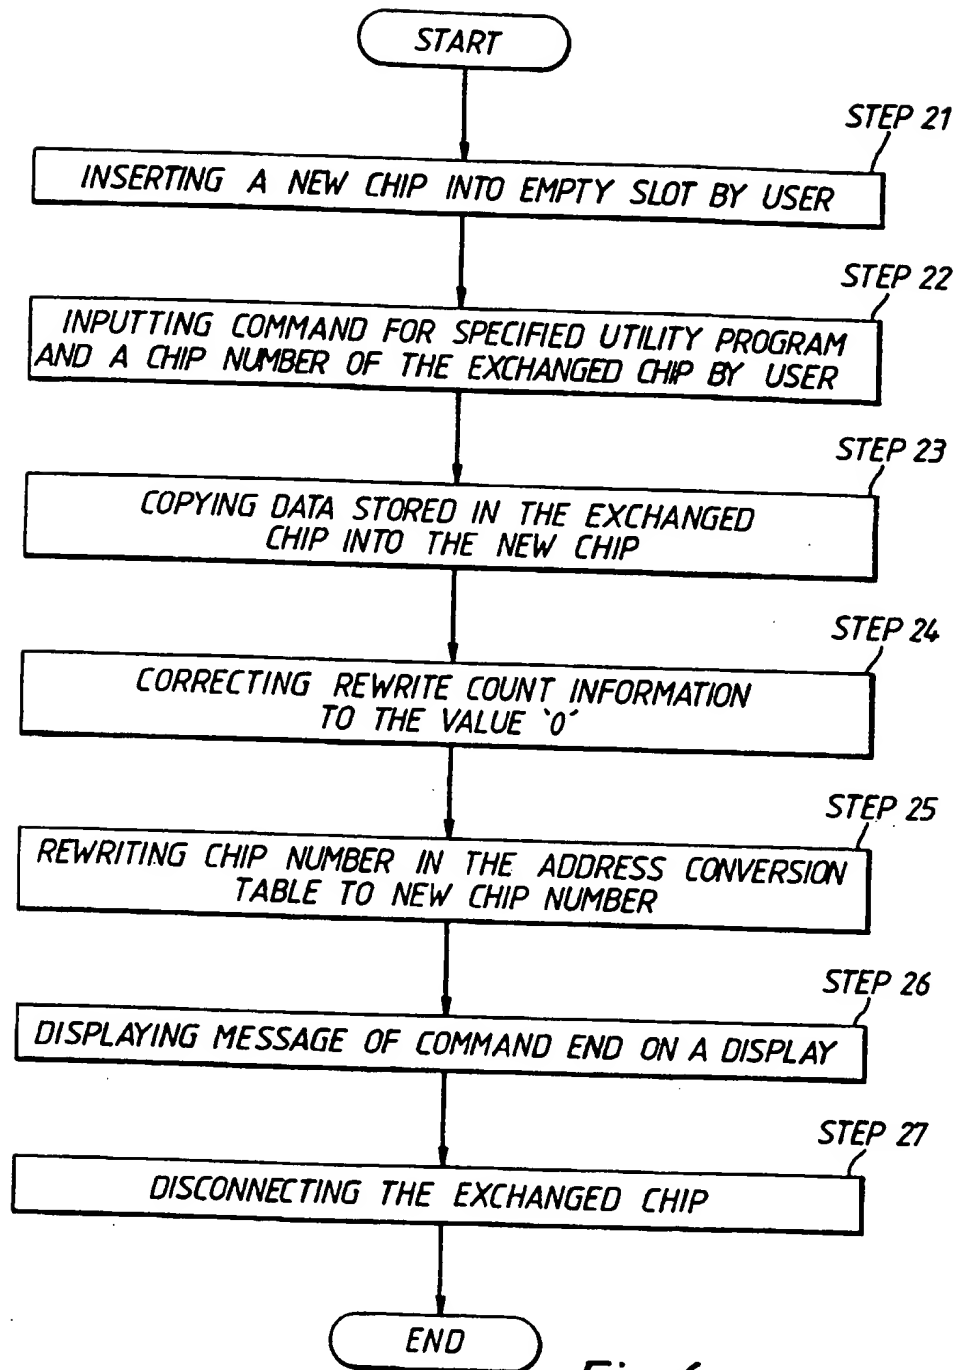 START
STEP 21
INSERTING A NEW CHIP INTO EMPTY SLOT BY USER
STEP 22
INPUTTING COMMAND FOR SPECIFIED UTILITY PROGRAM
AND A CHIP NUMBER OF THE EXCHANGED CHIP BY USER
STEP 23
COPYING DATA STORED IN THE EXCHANGED
CHIP INTO THE NEW CHIP
STEP 24
CORRECTING REWRITE COUNT INFORMATION
TO THE VALUE '0'
STEP 25
REWRITING CHIP NUMBER IN THE ADDRESS CONVERSION
TABLE TO NEW CHIP NUMBER
STEP 26
DISPLAYING MESSAGE OF COMMAND END ON A DISPLAY
STEP 27
DISCONNECTING THE EXCHANGED CHIP
END